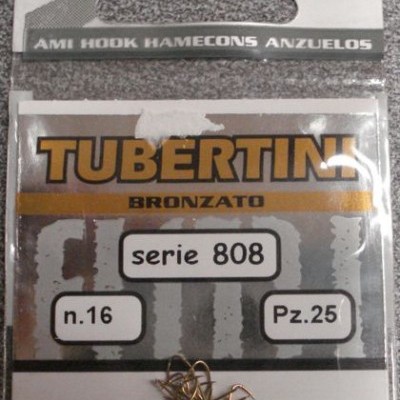 AMI HOOK HAMECONS ANZUELOS
TUBERTINI
BRONZATO
serie 808
n.16
Pz.25